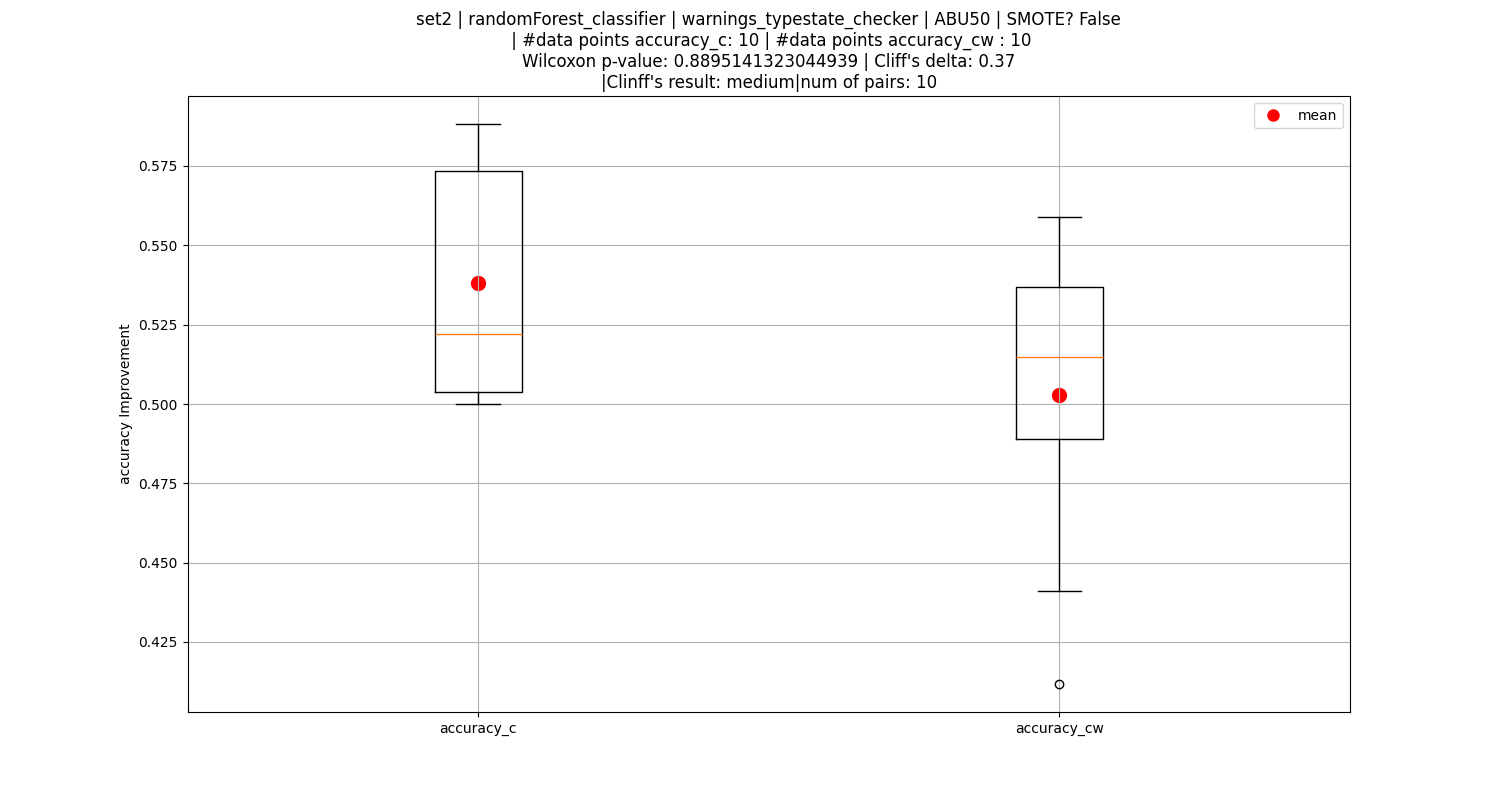 set2 | randomForest_classifier | warnings_typestate_checker | ABU50 | SMOTE? False
| #data points accuracy_c: 10 | #data points accuracy_cw : 10
Wilcoxon p-value: 0.8895141323044939 | Cliff's delta: 0.37
|Clinff's result: medium|num of pairs: 10
mean
0.575
0.550
0.525
0.500
0.475
0.450
0.425
accuracy Improvement
accuracy_c
accuracy_cw